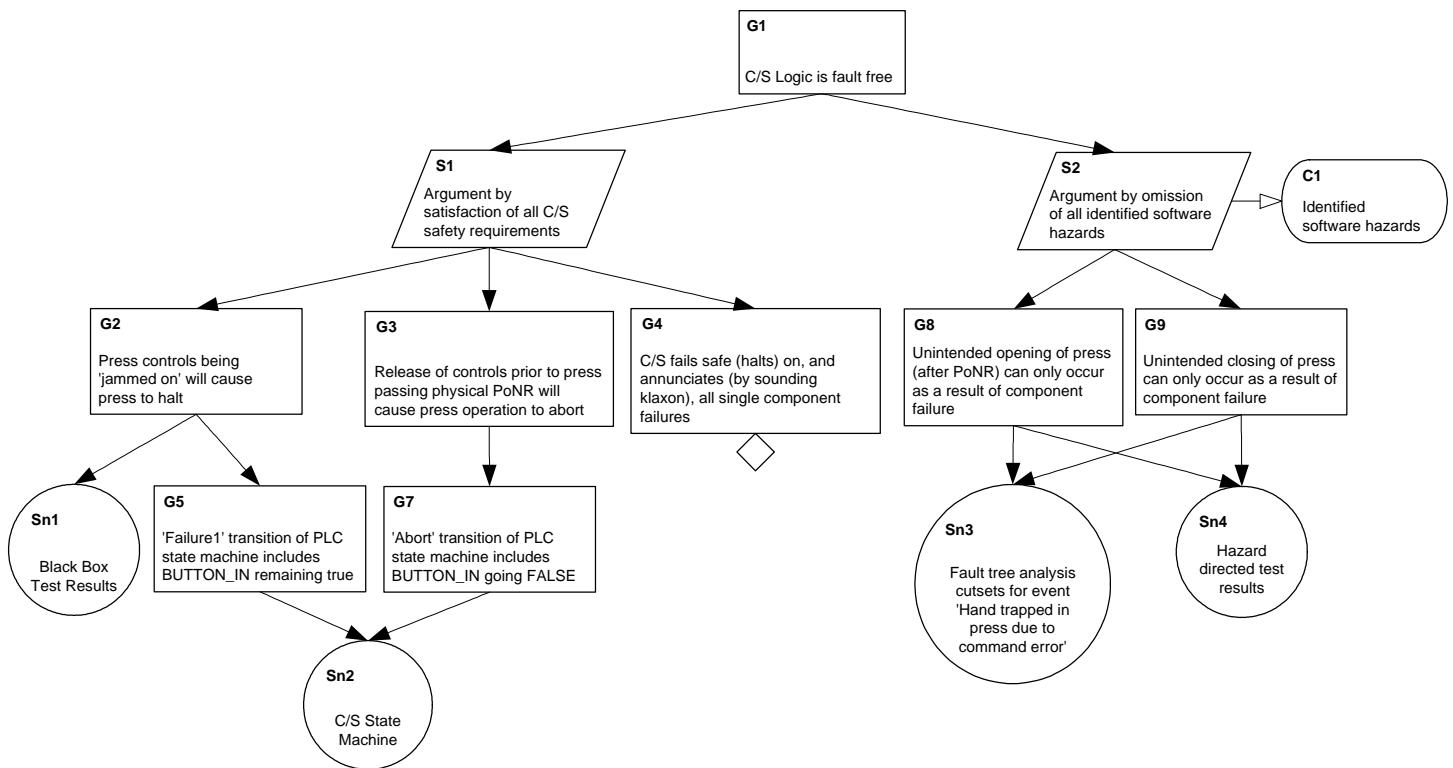 G1
C/S Logic is fault free
S1
Argument by
satisfaction of all C/S
safety requirements
S2
Argument by omission
of all identified software
hazards
C1
Identified
software hazards
G2
Press controls being
'jammed on' will cause
press to halt
G3
Release of controls prior to press
passing physical PoNR will
cause press operation to abort
G4
C/S fails safe (halts) on, and
annunciates (by sounding
klaxon), all single component
failures
G8
Unintended opening of press
(after PoNR) can only occur
as a result of component
failure
G9
Unintended closing of press
can only occur as a result of
component failure
Sn1
Black Box
Test Results
G5
'Failure1' transition of PLC
state machine includes
BUTTON_IN remaining true
G7
'Abort' transition of PLC
state machine includes
BUTTON_IN going FALSE
Sn3
Fault tree analysis
cutsets for event
'Hand trapped in
press due to
command error'
Sn4
Hazard
directed test
results
Sn2
C/S State
Machine